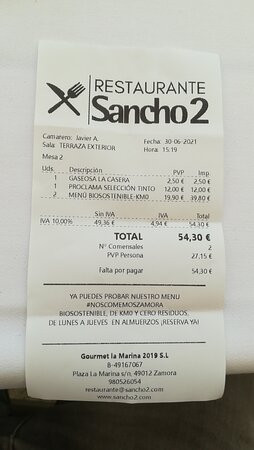 RESTAURANTE
Sancho 2
Camarero: Javier A.
Fecha: 30-06-2021
Sala: TERRAZA EXTERIOR
Hora: 15:19
Mesa 2
Uds. Descripción PVP Imp.
1 GASEOSA LA CASERA 2,50 € 2,50 €
1 PROCLAMA SELECCIÓN TINTO 12,00 € 12,00 €
2 MENÚ BIOSOSTENIBLE-KM0 19,90 € 39,80 €
Sin IVA IVA Total
IVA 10,00% 49,36 € 4,94 € 54,30 €
TOTAL 54,30 €
Nº Comensales 2
PVP Persona 27,15 €
Falta por pagar 54,30 €
YA PUEDES PROBAR NUESTRO MENU
#NOSCOMEMOSZAMORA
BIOSOSTENIBLE, DE KM0 Y CERO RESIDUOS,
DE LUNES A JUEVES EN ALMUERZOS ¡RESERVA YA!
Gourmet la Marina 2019 S.L
B-49167067
Plaza La Marina s/n, 49012 Zamora
980526054
restaurante@sancho2.com
www.sancho2.com